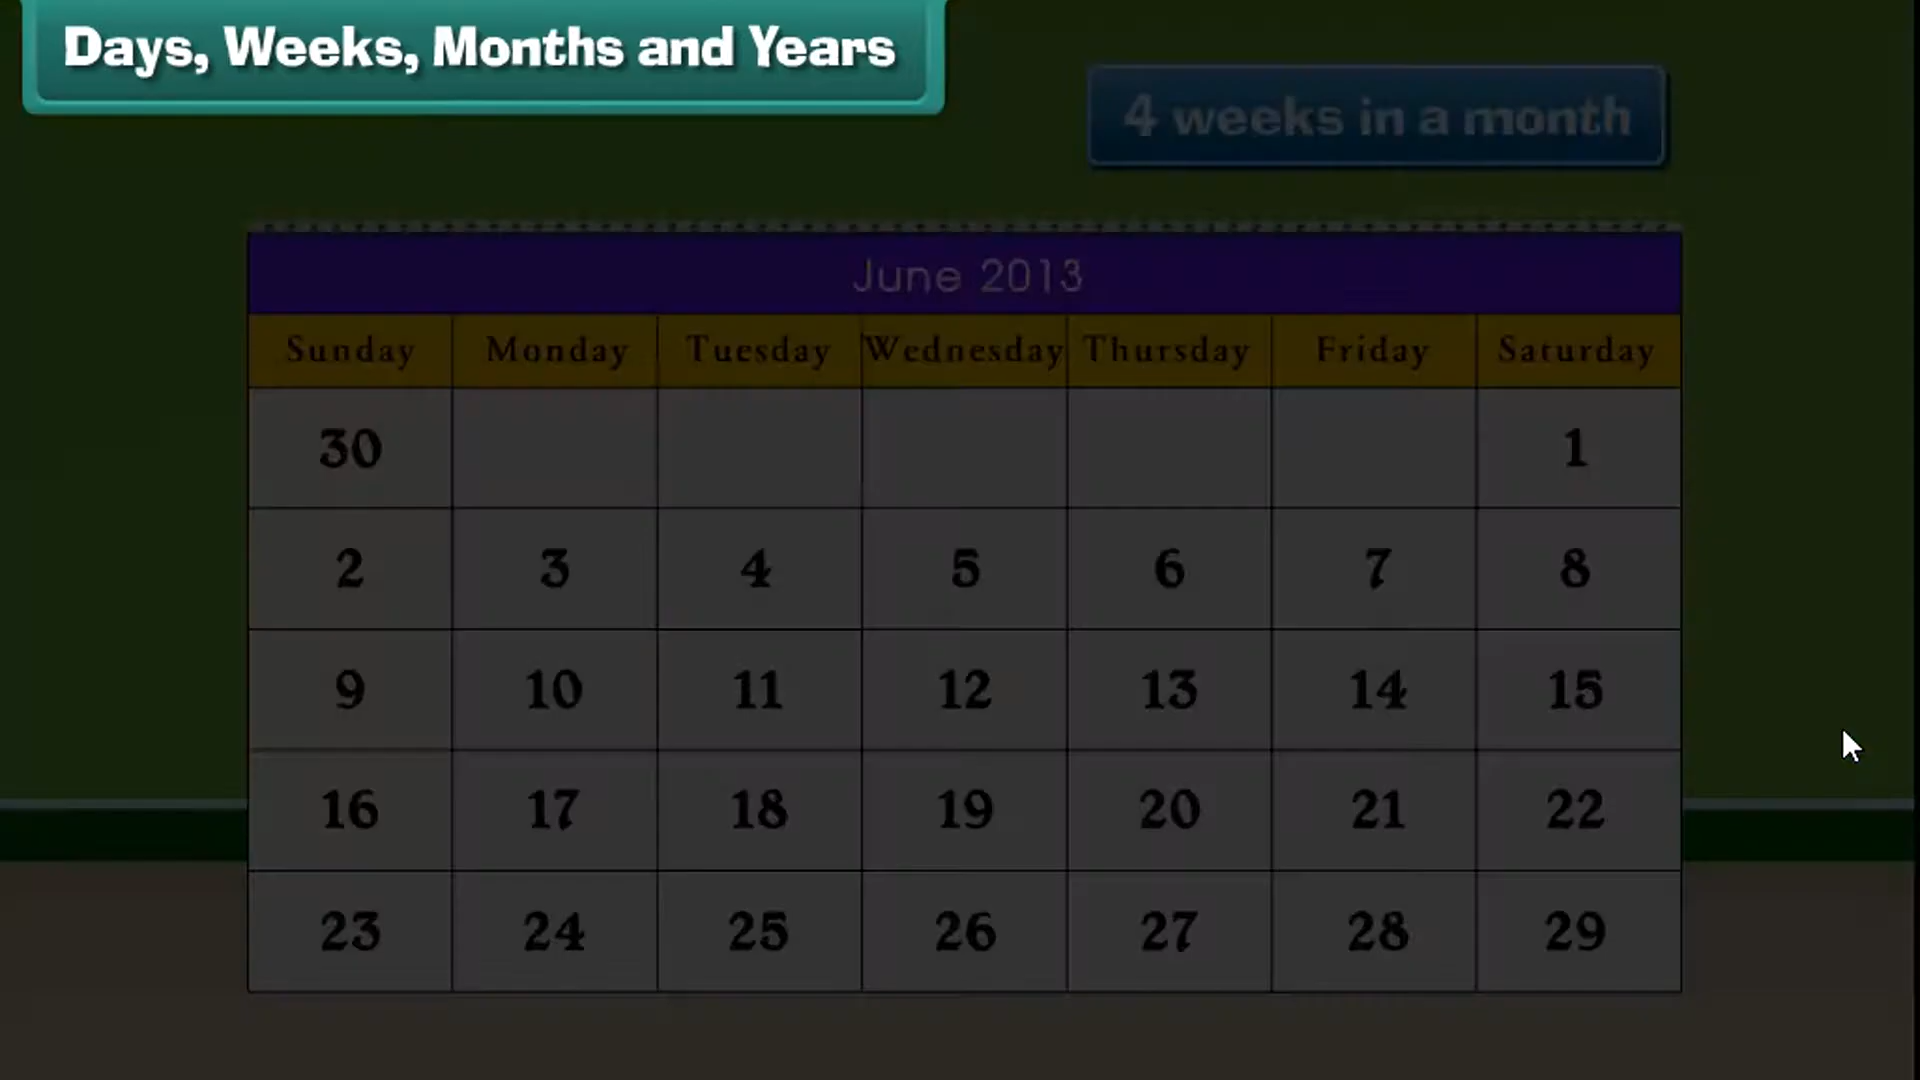 Days, Weeks, Months and Years
4 weeks in a month
June 2013
Sunday Monday Tuesday Wednesday Thursday Friday Saturday
30 1
2 3 4 5 6 7 8
9 10 11 12 13 14 15
16 17 18 19 20 21 22
23 24 25 26 27 28 29